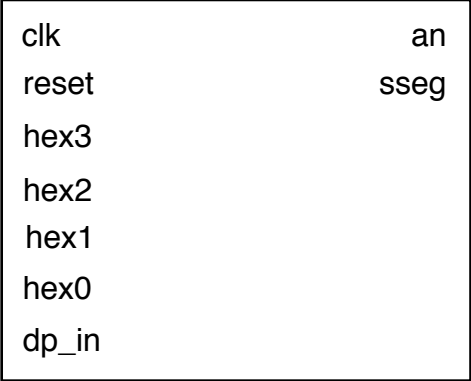 clk an
reset sseg
hex3
hex2
hex1
hex0
dp_in